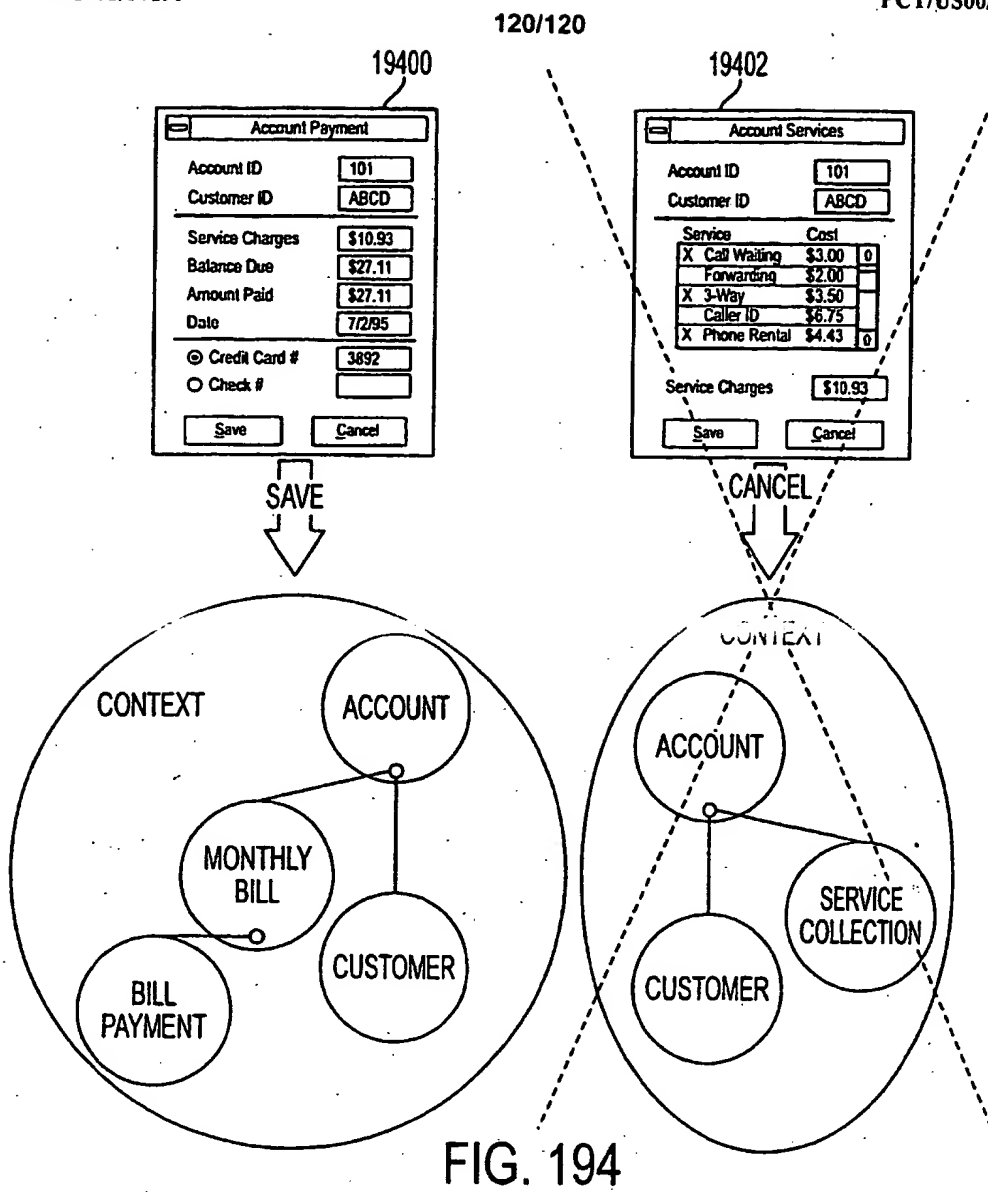 120/120
19400
19402
Account Payment
Account ID 101
Customer ID ABCD
Service Charges $10.93
Balance Due $27.11
Amount Paid $27.11
Date 7/2/95
Credit Card # 3892
Check #
Save Cancel
Account Services
Account ID 101
Customer ID ABCD
Service Cost
X Call Waiting $3.00
Forwarding $2.00
X 3-Way $3.50
Caller ID $6.75
X Phone Rental $4.43
Service Charges $10.93
Save Cancel
SAVE
CANCEL
CONTEXT
ACCOUNT
MONTHLY
BILL
BILL
PAYMENT
CUSTOMER
CONTEXT
ACCOUNT
SERVICE
COLLECTION
CUSTOMER
FIG. 194